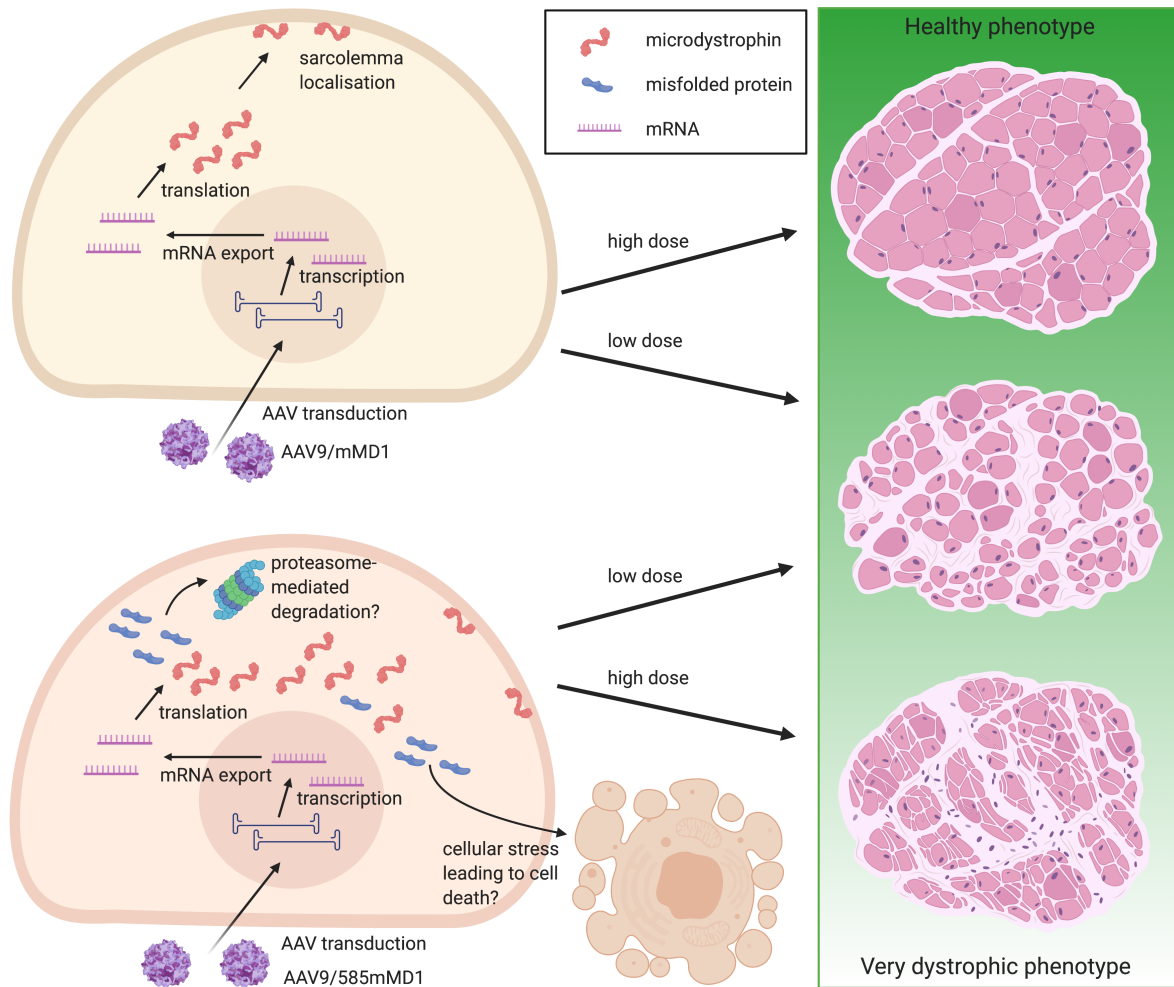 sarcolemma
localisation
translation
mRNA export
transcription
AAV transduction
AAV9/mMD1
microdystrophin
misfolded protein
mRNA
high dose
low dose
Healthy phenotype
proteasome-
mediated
degradation?
translation
mRNA export
transcription
cellular stress
leading to cell
death?
AAV transduction
AAV9/585mMD1
low dose
high dose
Very dystrophic phenotype